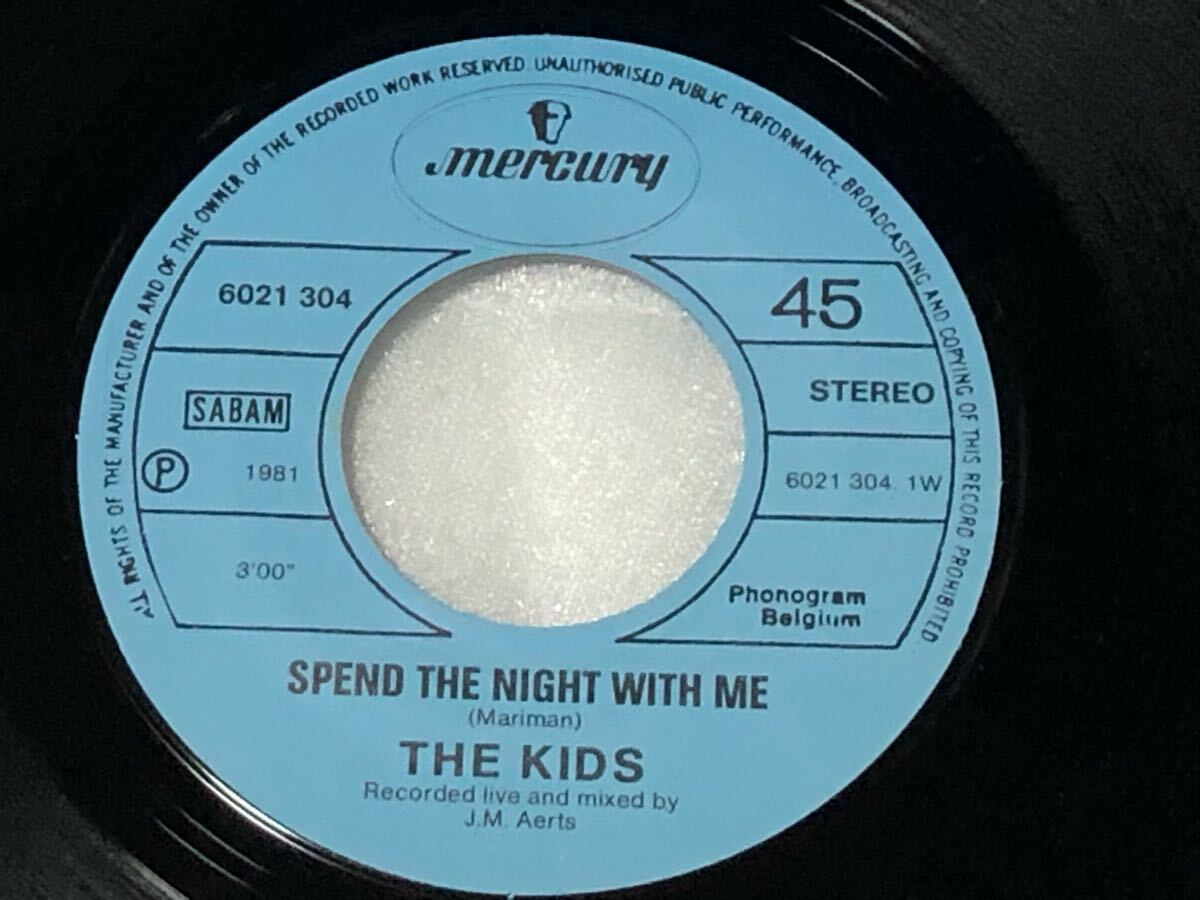 ALL RIGHTS OF THE MANUFACTURER AND OF THE OWNER OF THE RECORDED WORK RESERVED. UNAUTHORISED PUBLIC PERFORMANCE, BROADCASTING AND COPYING OF THIS RECORD PROHIBITED.
mercury
6021 304
SABAM
P 1981
3'00"
45
STEREO
6021 304. 1W
Phonogram
Belgium
SPEND THE NIGHT WITH ME
(Mariman)
THE KIDS
Recorded live and mixed by
J.M. Aerts